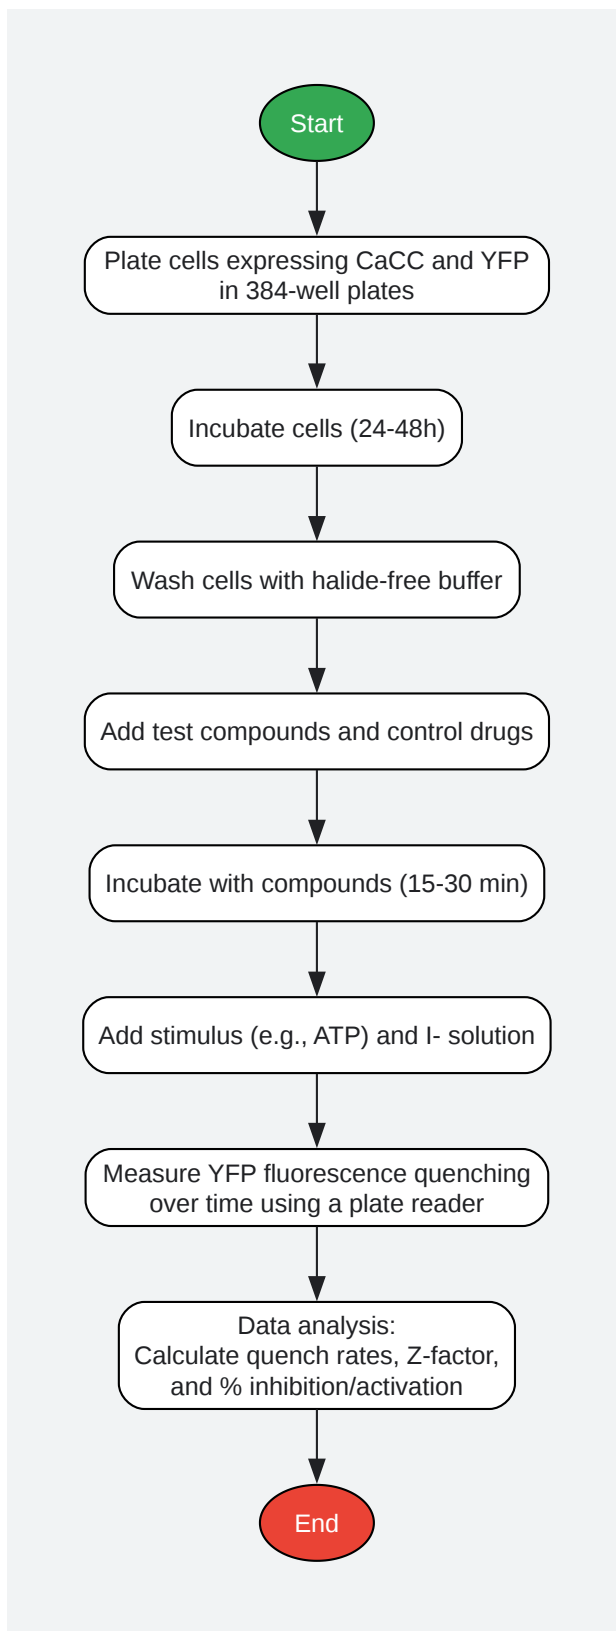 Start
Plate cells expressing CaCC and YFP
in 384-well plates
Incubate cells (24-48h)
Wash cells with halide-free buffer
Add test compounds and control drugs
Incubate with compounds (15-30 min)
Add stimulus (e.g., ATP) and I- solution
Measure YFP fluorescence quenching
over time using a plate reader
Data analysis:
Calculate quench rates, Z-factor,
and % inhibition/activation
End